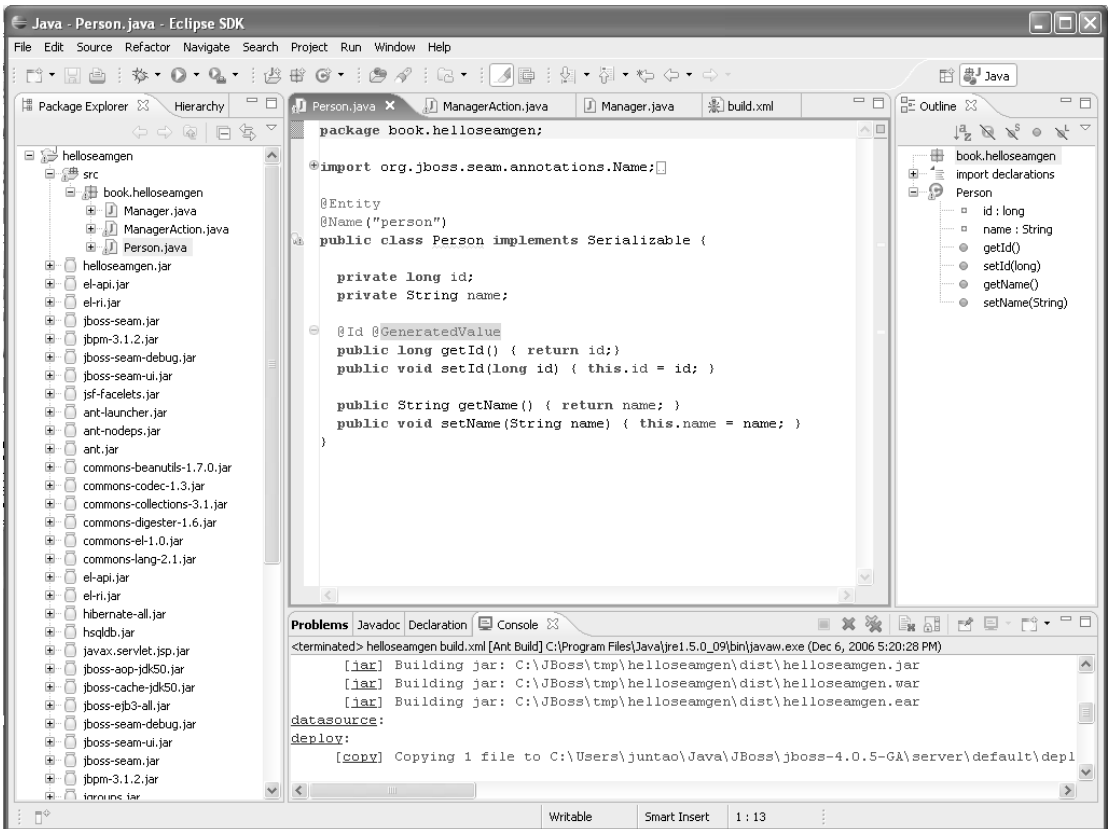 Java - Person.java - Eclipse SDK
File Edit Source Refactor Navigate Search Project Run Window Help
Java
Package Explorer
Hierarchy
Person.java
ManagerAction.java
Manager.java
build.xml
Outline
helloseamgen
src
book.helloseamgen
Manager.java
ManagerAction.java
Person.java
helloseamgen.jar
el-api.jar
el-ri.jar
jboss-seam.jar
jbpm-3.1.2.jar
jboss-seam-debug.jar
jboss-seam-ui.jar
jsf-facelets.jar
ant-launcher.jar
ant-nodeps.jar
ant.jar
commons-beanutils-1.7.0.jar
commons-codec-1.3.jar
commons-collections-3.1.jar
commons-digester-1.6.jar
commons-el-1.0.jar
commons-lang-2.1.jar
el-api.jar
el-ri.jar
hibernate-all.jar
hsqldb.jar
javax.servlet.jsp.jar
jboss-aop-jdk50.jar
jboss-cache-jdk50.jar
jboss-ejb3-all.jar
jboss-seam-debug.jar
jboss-seam-ui.jar
jboss-seam.jar
jbpm-3.1.2.jar
jgroups.jar
package book.helloseamgen;
import org.jboss.seam.annotations.Name;
@Entity
@Name("person")
public class Person implements Serializable {
private long id;
private String name;
@Id @GeneratedValue
public long getId() { return id;}
public void setId(long id) { this.id = id; }
public String getName() { return name; }
public void setName(String name) { this.name = name; }
}
book.helloseamgen
import declarations
Person
id : long
name : String
getId()
setId(long)
getName()
setName(String)
Problems Javadoc Declaration Console
<terminated> helloseamgen build.xml [Ant Build] C:\Program Files\Java\jre1.5.0_09\bin\javaw.exe (Dec 6, 2006 5:20:28 PM)
[jar] Building jar: C:\JBoss\tmp\helloseamgen\dist\helloseamgen.jar
[jar] Building jar: C:\JBoss\tmp\helloseamgen\dist\helloseamgen.war
[jar] Building jar: C:\JBoss\tmp\helloseamgen\dist\helloseamgen.ear
datasource:
deploy:
[copy] Copying 1 file to C:\Users\juntao\Java\JBoss\jboss-4.0.5-GA\server\default\depl
Writable Smart Insert 1 : 13